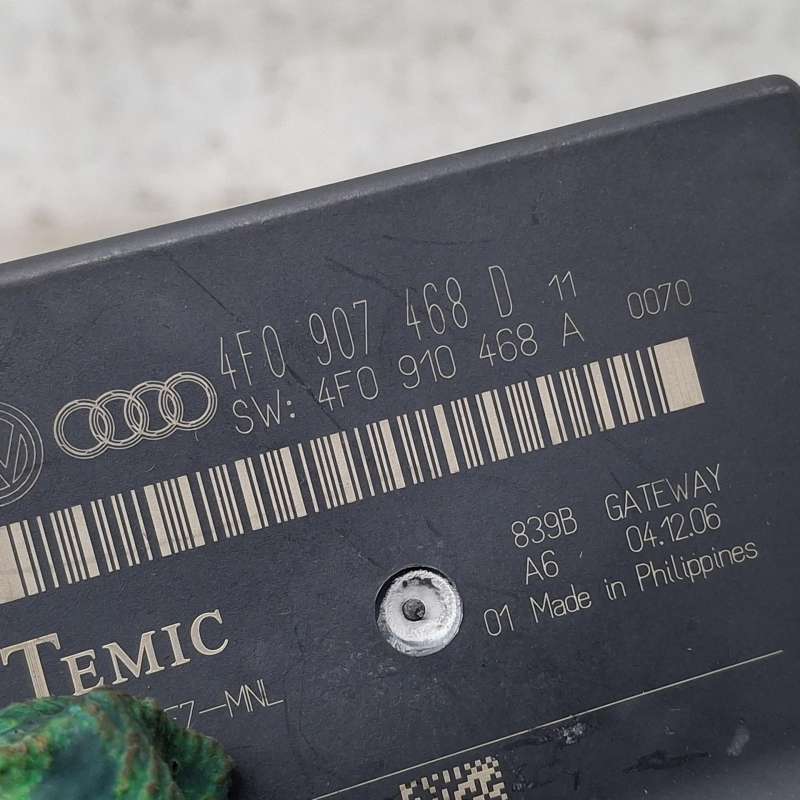 4F0 907 468 D 11
SW: 4F0 910 468 A 0070
839B GATEWAY
A6 04.12.06
01 Made in Philippines
TEMIC
-MNL